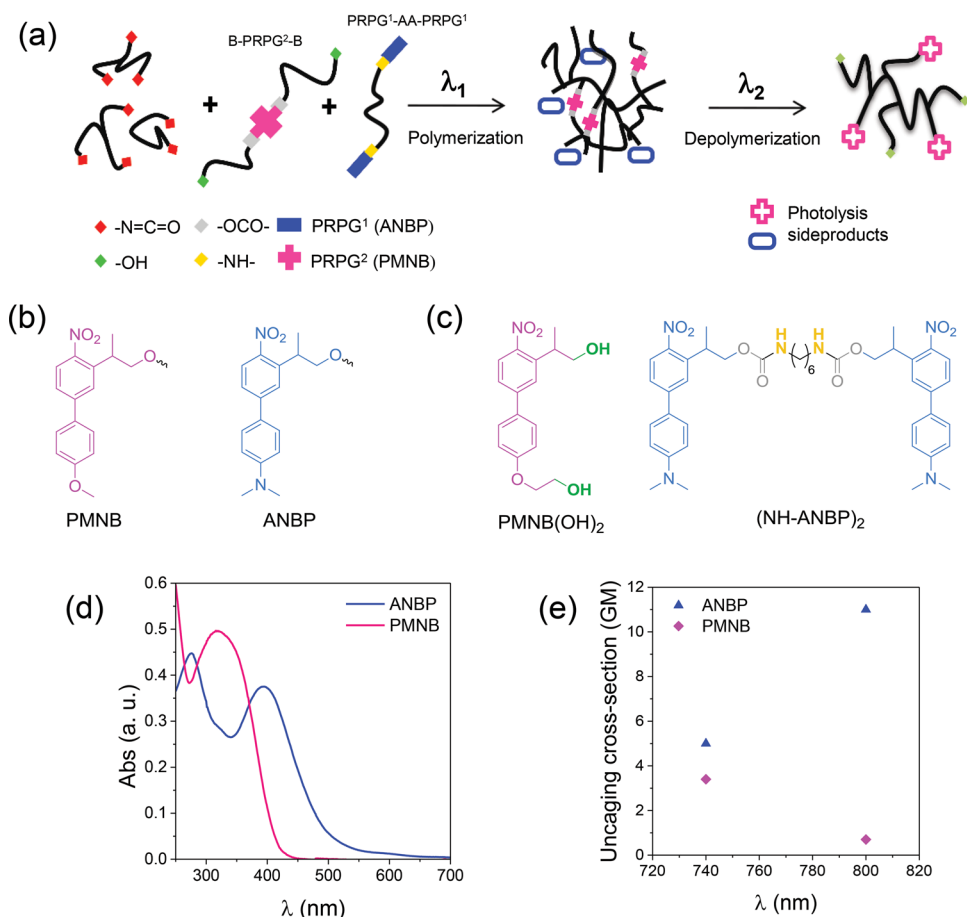 (a)
PRPG¹-AA-PRPG¹
B-PRPG²-B
+
+
λ₁
Polymerization
λ₂
Depolymerization
-N=C=O
-OCO-
PRPG¹ (ANBP)
-OH
-NH-
PRPG² (PMNB)
Photolysis
sideproducts
(b)
NO₂
O
O
PMNB
NO₂
O
N
ANBP
(c)
NO₂
OH
O
OH
PMNB(OH)₂
NO₂
O
O
H
N
( )₆
H
N
O
O
NO₂
N
N
(NH-ANBP)₂
(d)
0.6
0.5
0.4
0.3
0.2
0.1
0.0
Abs (a. u.)
ANBP
PMNB
300 400 500 600 700
λ (nm)
(e)
12
10
8
6
4
2
0
Uncaging cross-section (GM)
ANBP
PMNB
720 740 760 780 800 820
λ (nm)